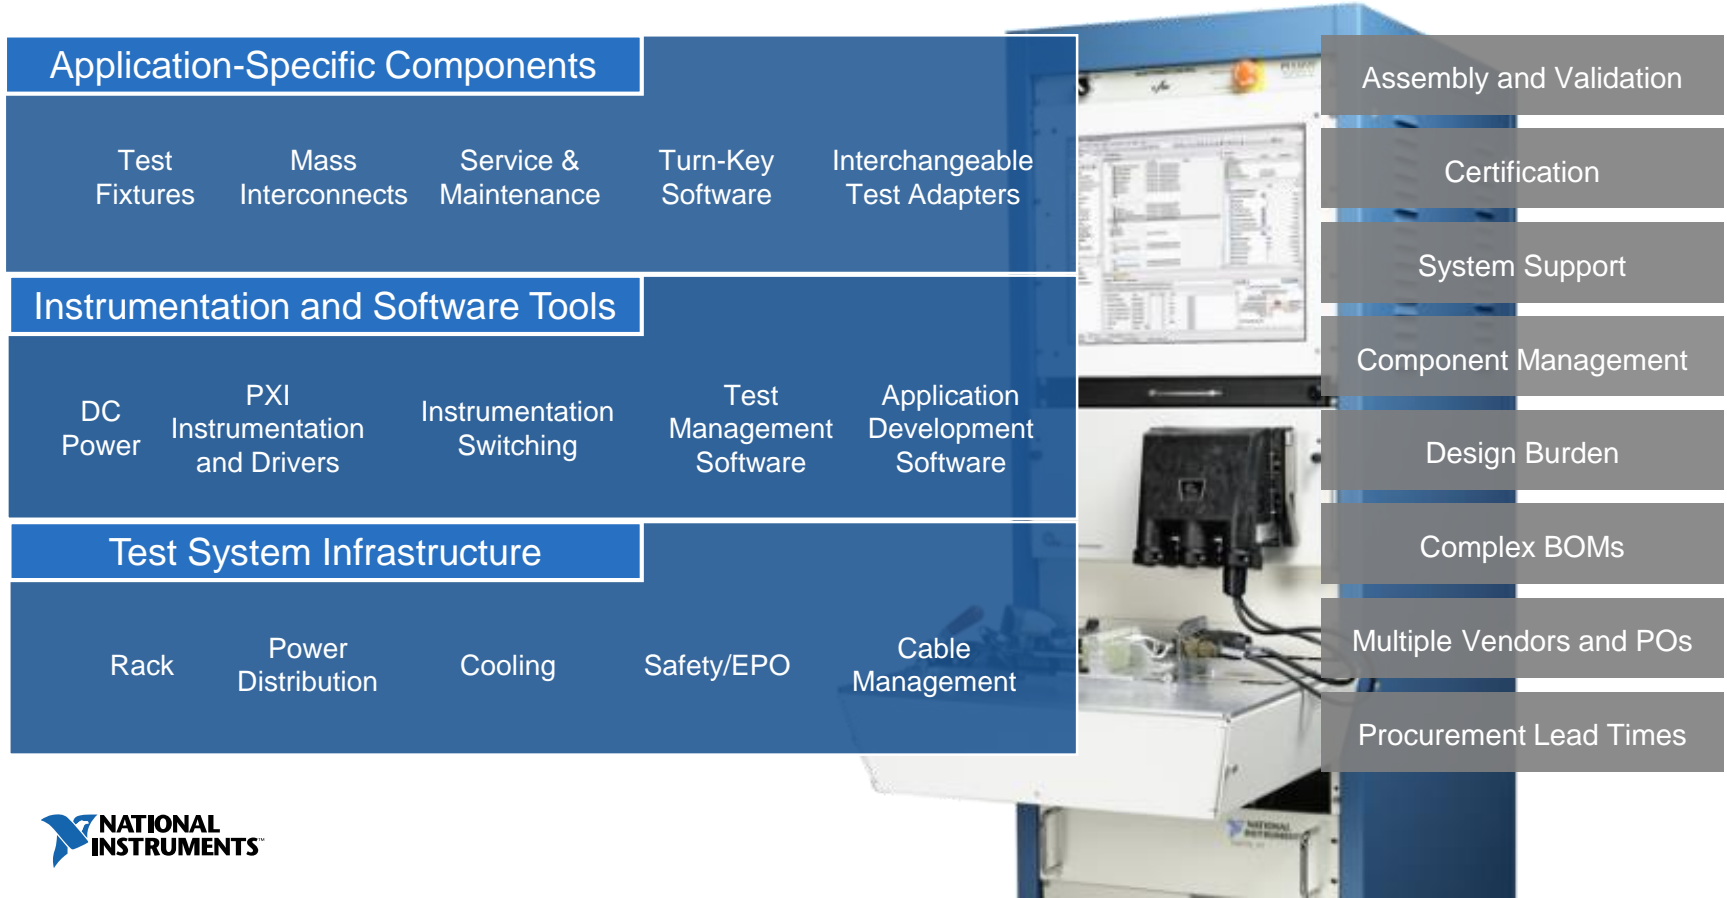 Application-Specific Components
Test
Fixtures
Mass
Interconnects
Service &
Maintenance
Turn-Key
Software
Interchangeable
Test Adapters
Instrumentation and Software Tools
DC
Power
PXI
Instrumentation
and Drivers
Instrumentation
Switching
Test
Management
Software
Application
Development
Software
Test System Infrastructure
Rack
Power
Distribution
Cooling
Safety/EPO
Cable
Management
Assembly and Validation
Certification
System Support
Component Management
Design Burden
Complex BOMs
Multiple Vendors and POs
Procurement Lead Times
NATIONAL
INSTRUMENTS™
NATIONAL
INSTRUMENTS